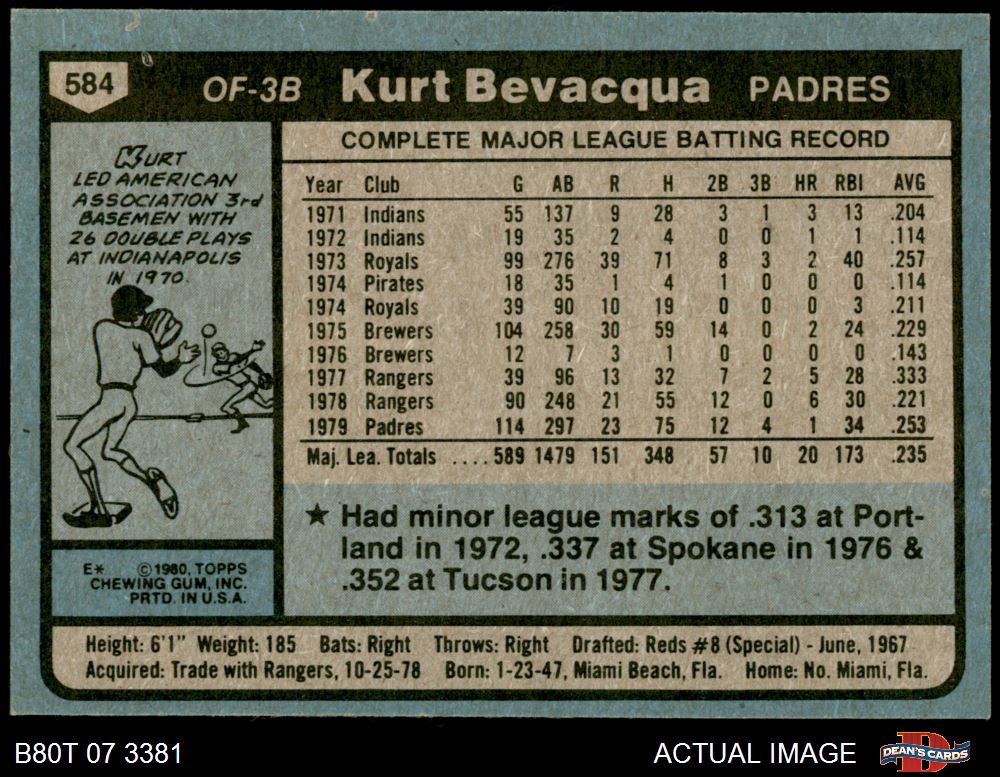 584 OF-3B Kurt Bevacqua PADRES
KURT
LED AMERICAN
ASSOCIATION 3rd
BASEMEN WITH
26 DOUBLE PLAYS
AT INDIANAPOLIS
IN 1970.
E* ©1980, TOPPS
CHEWING GUM, INC.
PRTD. IN U.S.A.
COMPLETE MAJOR LEAGUE BATTING RECORD
Year Club G AB R H 2B 3B HR RBI AVG
1971 Indians 55 137 9 28 3 1 3 13 .204
1972 Indians 19 35 2 4 0 0 1 1 .114
1973 Royals 99 276 39 71 8 3 2 40 .257
1974 Pirates 18 35 1 4 1 0 0 0 .114
1974 Royals 39 90 10 19 0 0 0 3 .211
1975 Brewers 104 258 30 59 14 0 2 24 .229
1976 Brewers 12 7 3 1 0 0 0 0 .143
1977 Rangers 39 96 13 32 7 2 5 28 .333
1978 Rangers 90 248 21 55 12 0 6 30 .221
1979 Padres 114 297 23 75 12 4 1 34 .253
Maj. Lea. Totals .... 589 1479 151 348 57 10 20 173 .235
★ Had minor league marks of .313 at Port-
land in 1972, .337 at Spokane in 1976 &
.352 at Tucson in 1977.
Height: 6'1" Weight: 185 Bats: Right Throws: Right Drafted: Reds #8 (Special) - June, 1967
Acquired: Trade with Rangers, 10-25-78 Born: 1-23-47, Miami Beach, Fla. Home: No. Miami, Fla.
B80T 07 3381 ACTUAL IMAGE DEAN'S CARDS